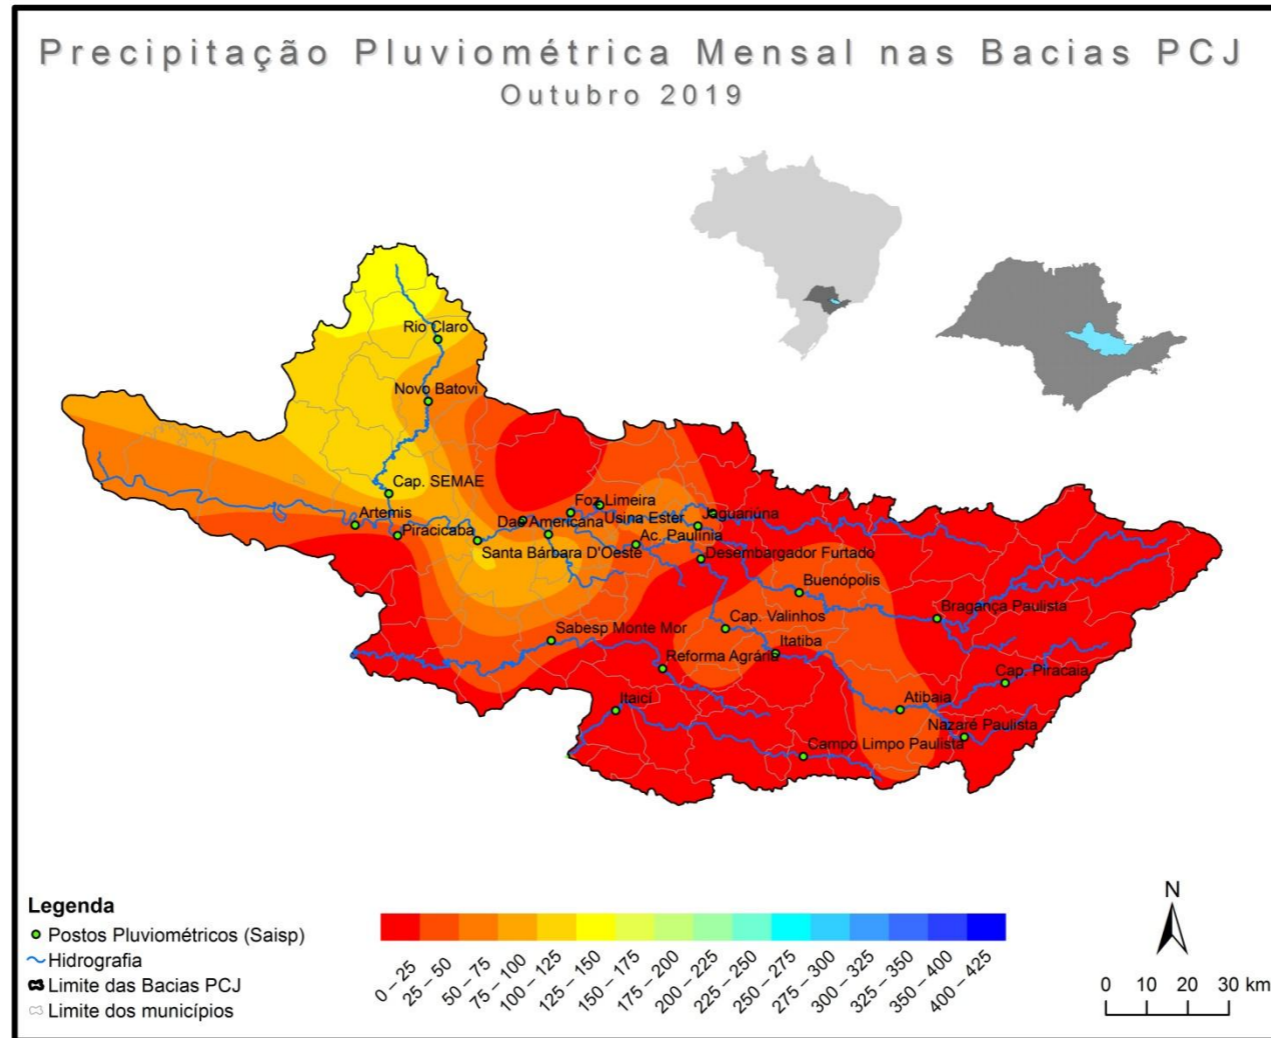 Precipitação Pluviométrica Mensal nas Bacias PCJ
Outubro 2019
Rio Claro
Novo Batovi
Cap. SEMAE
Artemis
Piracicaba
Foz Limeira
Dae Americana
Usina Ester
Jaguariúna
Santa Bárbara D'Oeste
Ac. Paulínia
Desembargador Furtado
Buenópolis
Bragança Paulista
Cap. Valinhos
Sabesp Monte Mor
Itatiba
Reforma Agrária
Cap. Piracaia
Itaicí
Atibaia
Nazaré Paulista
Campo Limpo Paulista
Legenda
Postos Pluviométricos (Saisp)
Hidrografia
Limite das Bacias PCJ
Limite dos municípios
0 – 25
25 – 50
50 – 75
75 – 100
100 – 125
125 – 150
150 – 175
175 – 200
200 – 225
225 – 250
250 – 275
275 – 300
300 – 325
325 – 350
350 – 400
400 – 425
N
0 10 20 30 km